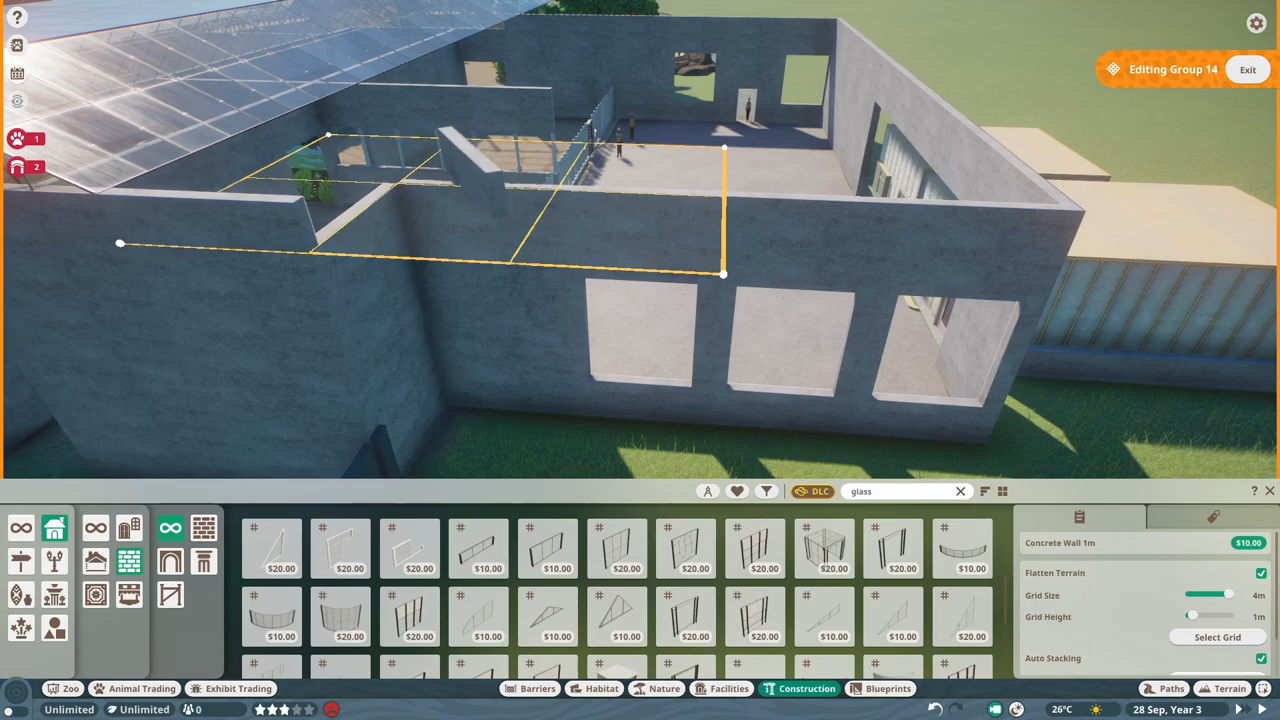 ?
Editing Group 14
Exit
1
2
DLC
glass
?
$20.00
$20.00
$20.00
$10.00
$10.00
$20.00
$20.00
$20.00
$20.00
$20.00
$10.00
$10.00
$20.00
$20.00
$10.00
$10.00
$10.00
$20.00
$20.00
$10.00
$10.00
$20.00
Concrete Wall 1m
$10.00
Flatten Terrain
Grid Size
4m
Grid Height
1m
Select Grid
Auto Stacking
Zoo
Animal Trading
Exhibit Trading
Barriers
Habitat
Nature
Facilities
Construction
Blueprints
Paths
Terrain
Unlimited
Unlimited
0
26°C
28 Sep, Year 3